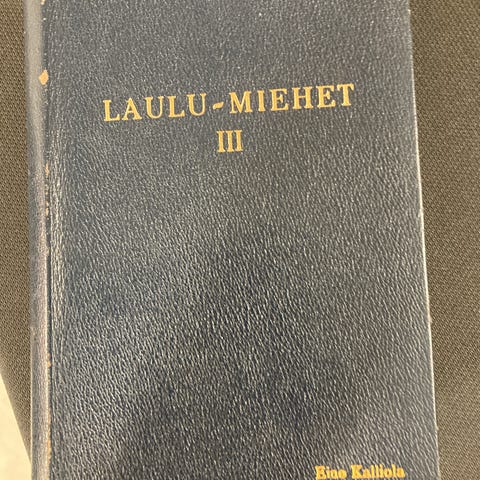 LAULU-MIEHET
III
Eino Kalliola